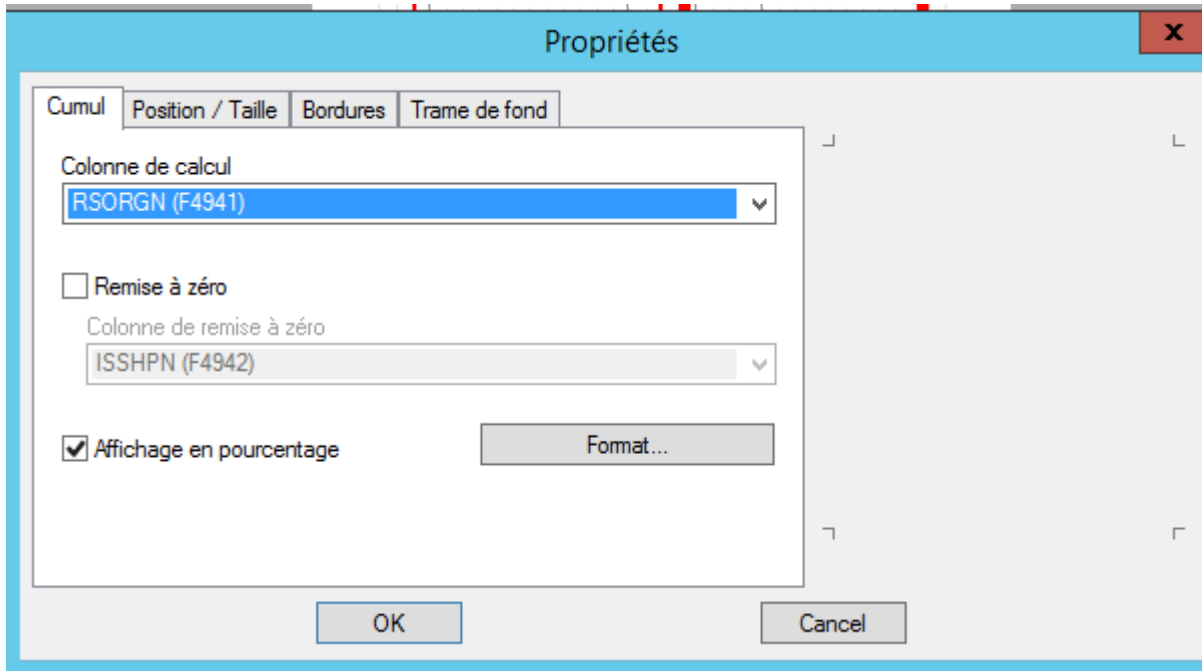 Propriétés
x
Cumul
Position / Taille
Bordures
Trame de fond
Colonne de calcul
RSORGN (F4941)
Remise à zéro
Colonne de remise à zéro
ISSHPN (F4942)
Affichage en pourcentage
Format...
OK
Cancel